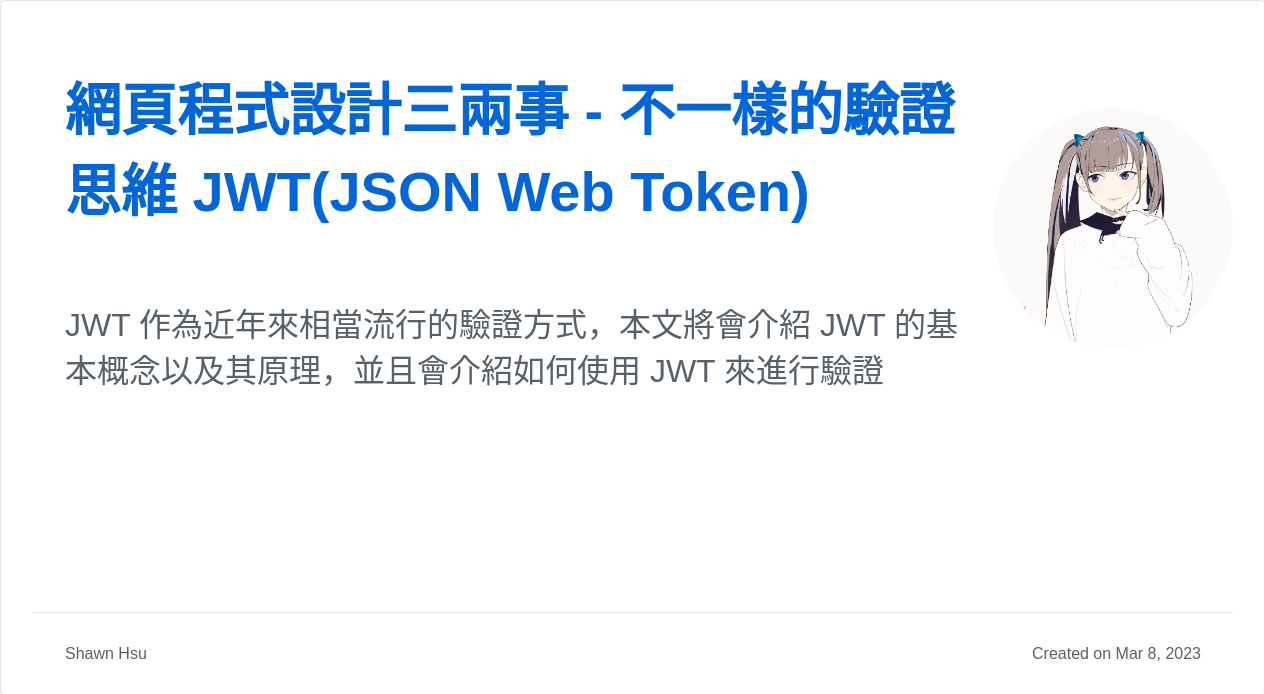 網頁程式設計三兩事 - 不一樣的驗證
思維 JWT(JSON Web Token)
JWT 作為近年來相當流行的驗證方式，本文將會介紹 JWT 的基
本概念以及其原理，並且會介紹如何使用 JWT 來進行驗證
Shawn Hsu
Created on Mar 8, 2023